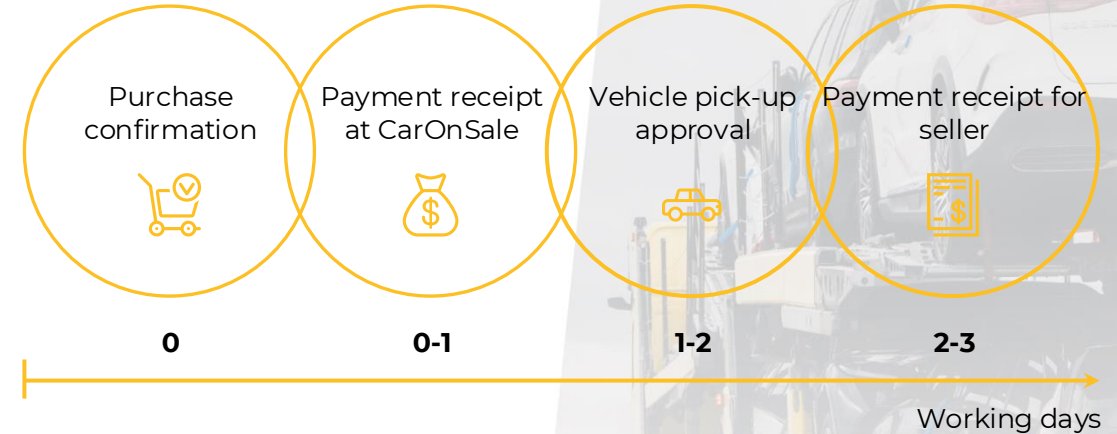 Purchase
confirmation
Payment receipt
at CarOnSale
Vehicle pick-up
approval
Payment receipt for
seller
$
$
0
0-1
1-2
2-3
Working days